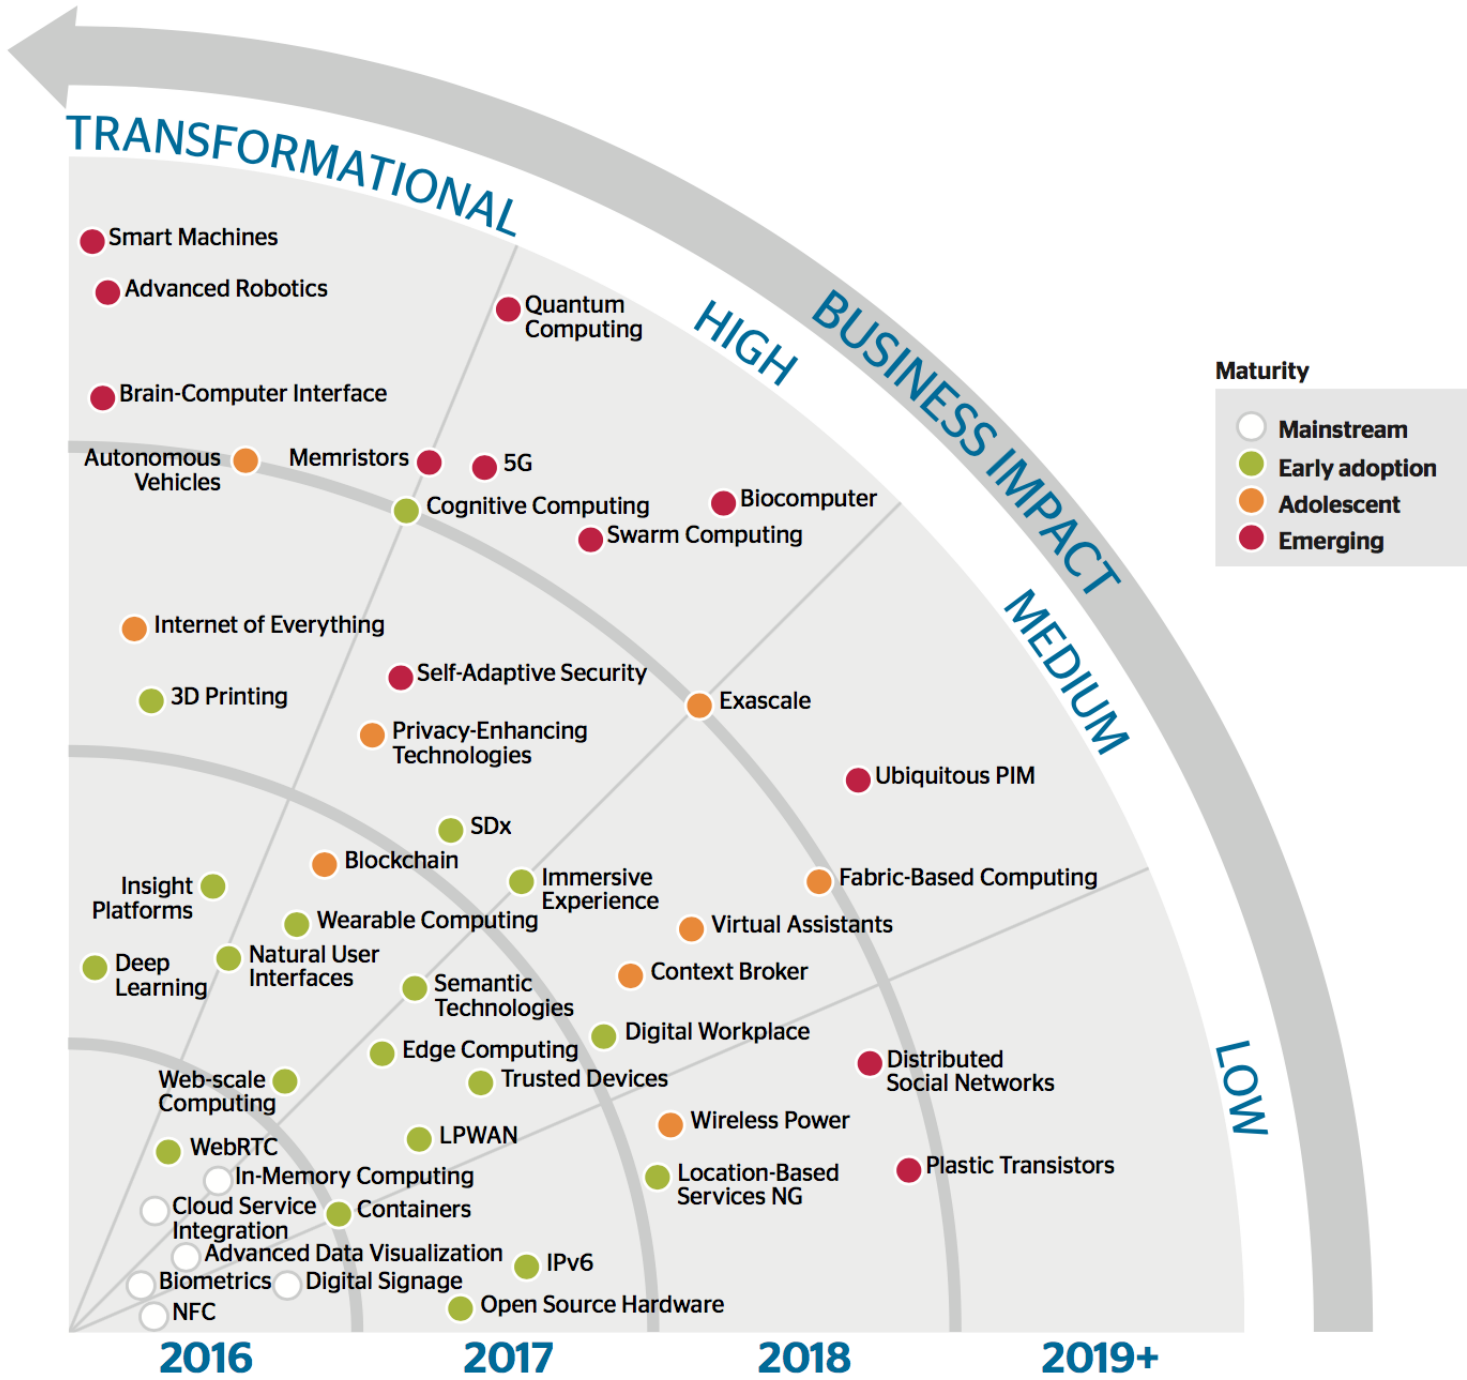 TRANSFORMATIONAL
HIGH
BUSINESS IMPACT
MEDIUM
LOW
Smart Machines
Advanced Robotics
Quantum
Computing
Brain-Computer Interface
Autonomous
Vehicles
Memristors
5G
Cognitive Computing
Biocomputer
Swarm Computing
Internet of Everything
3D Printing
Self-Adaptive Security
Exascale
Privacy-Enhancing
Technologies
Ubiquitous PIM
SDx
Blockchain
Immersive
Experience
Fabric-Based Computing
Insight
Platforms
Wearable Computing
Virtual Assistants
Deep
Learning
Natural User
Interfaces
Context Broker
Semantic
Technologies
Digital Workplace
Edge Computing
Distributed
Social Networks
Web-scale
Computing
Trusted Devices
Wireless Power
WebRTC
LPWAN
Location-Based
Services NG
Plastic Transistors
In-Memory Computing
Cloud Service
Integration
Containers
Advanced Data Visualization
IPv6
Biometrics
Digital Signage
NFC
Open Source Hardware
2016
2017
2018
2019+
Maturity
Mainstream
Early adoption
Adolescent
Emerging